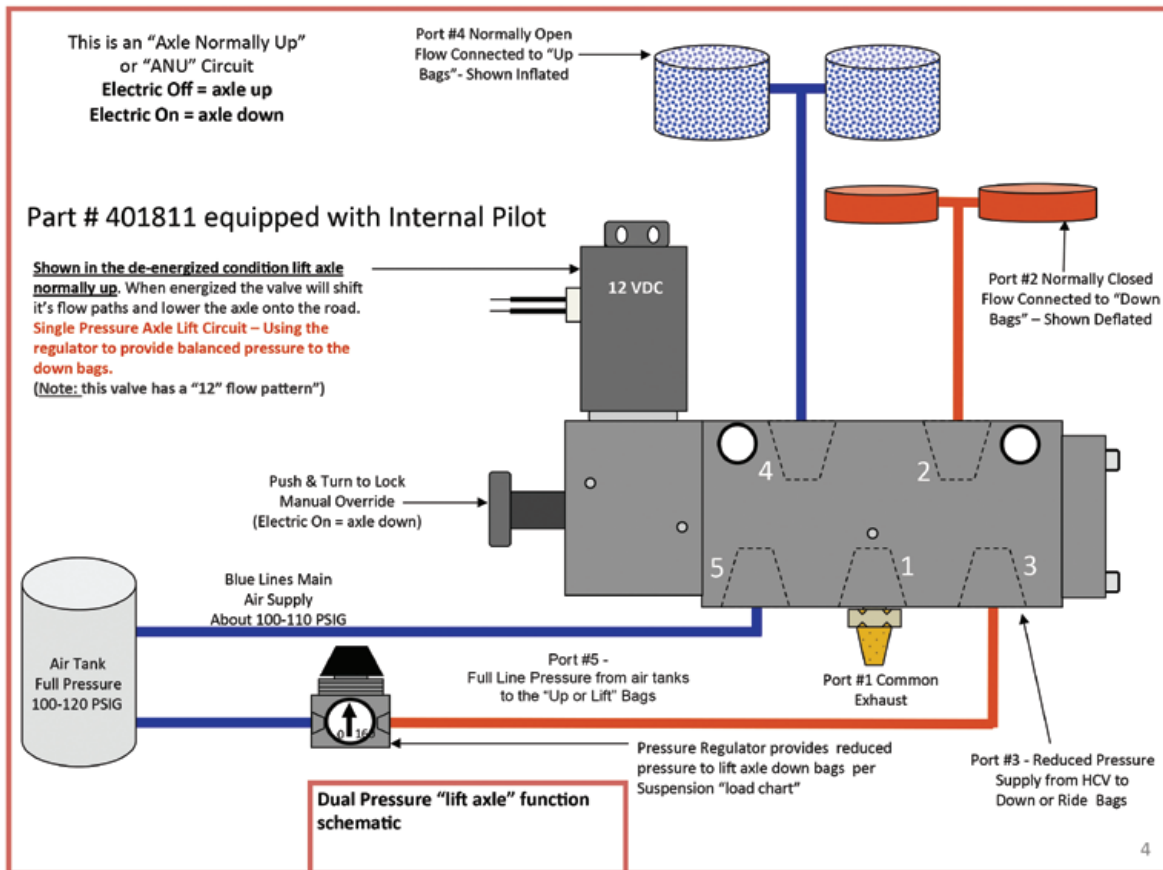 This is an “Axle Normally Up”
or “ANU” Circuit
Electric Off = axle up
Electric On = axle down
Port #4 Normally Open
Flow Connected to “Up
Bags”- Shown Inflated
Part # 401811 equipped with Internal Pilot
Shown in the de-energized condition lift axle
normally up. When energized the valve will shift
it’s flow paths and lower the axle onto the road.
Single Pressure Axle Lift Circuit – Using the
regulator to provide balanced pressure to the
down bags.
(Note: this valve has a “12” flow pattern”)
12 VDC
Port #2 Normally Closed
Flow Connected to “Down
Bags” – Shown Deflated
4
2
Push & Turn to Lock
Manual Override
(Electric On = axle down)
5
1
3
Blue Lines Main
Air Supply
About 100-110 PSIG
Air Tank
Full Pressure
100-120 PSIG
Port #5 -
Full Line Pressure from air tanks
to the “Up or Lift” Bags
Port #1 Common
Exhaust
0 160
Pressure Regulator provides reduced
pressure to lift axle down bags per
Suspension “load chart”
Port #3 - Reduced Pressure
Supply from HCV to
Down or Ride Bags
Dual Pressure “lift axle” function
schematic
4